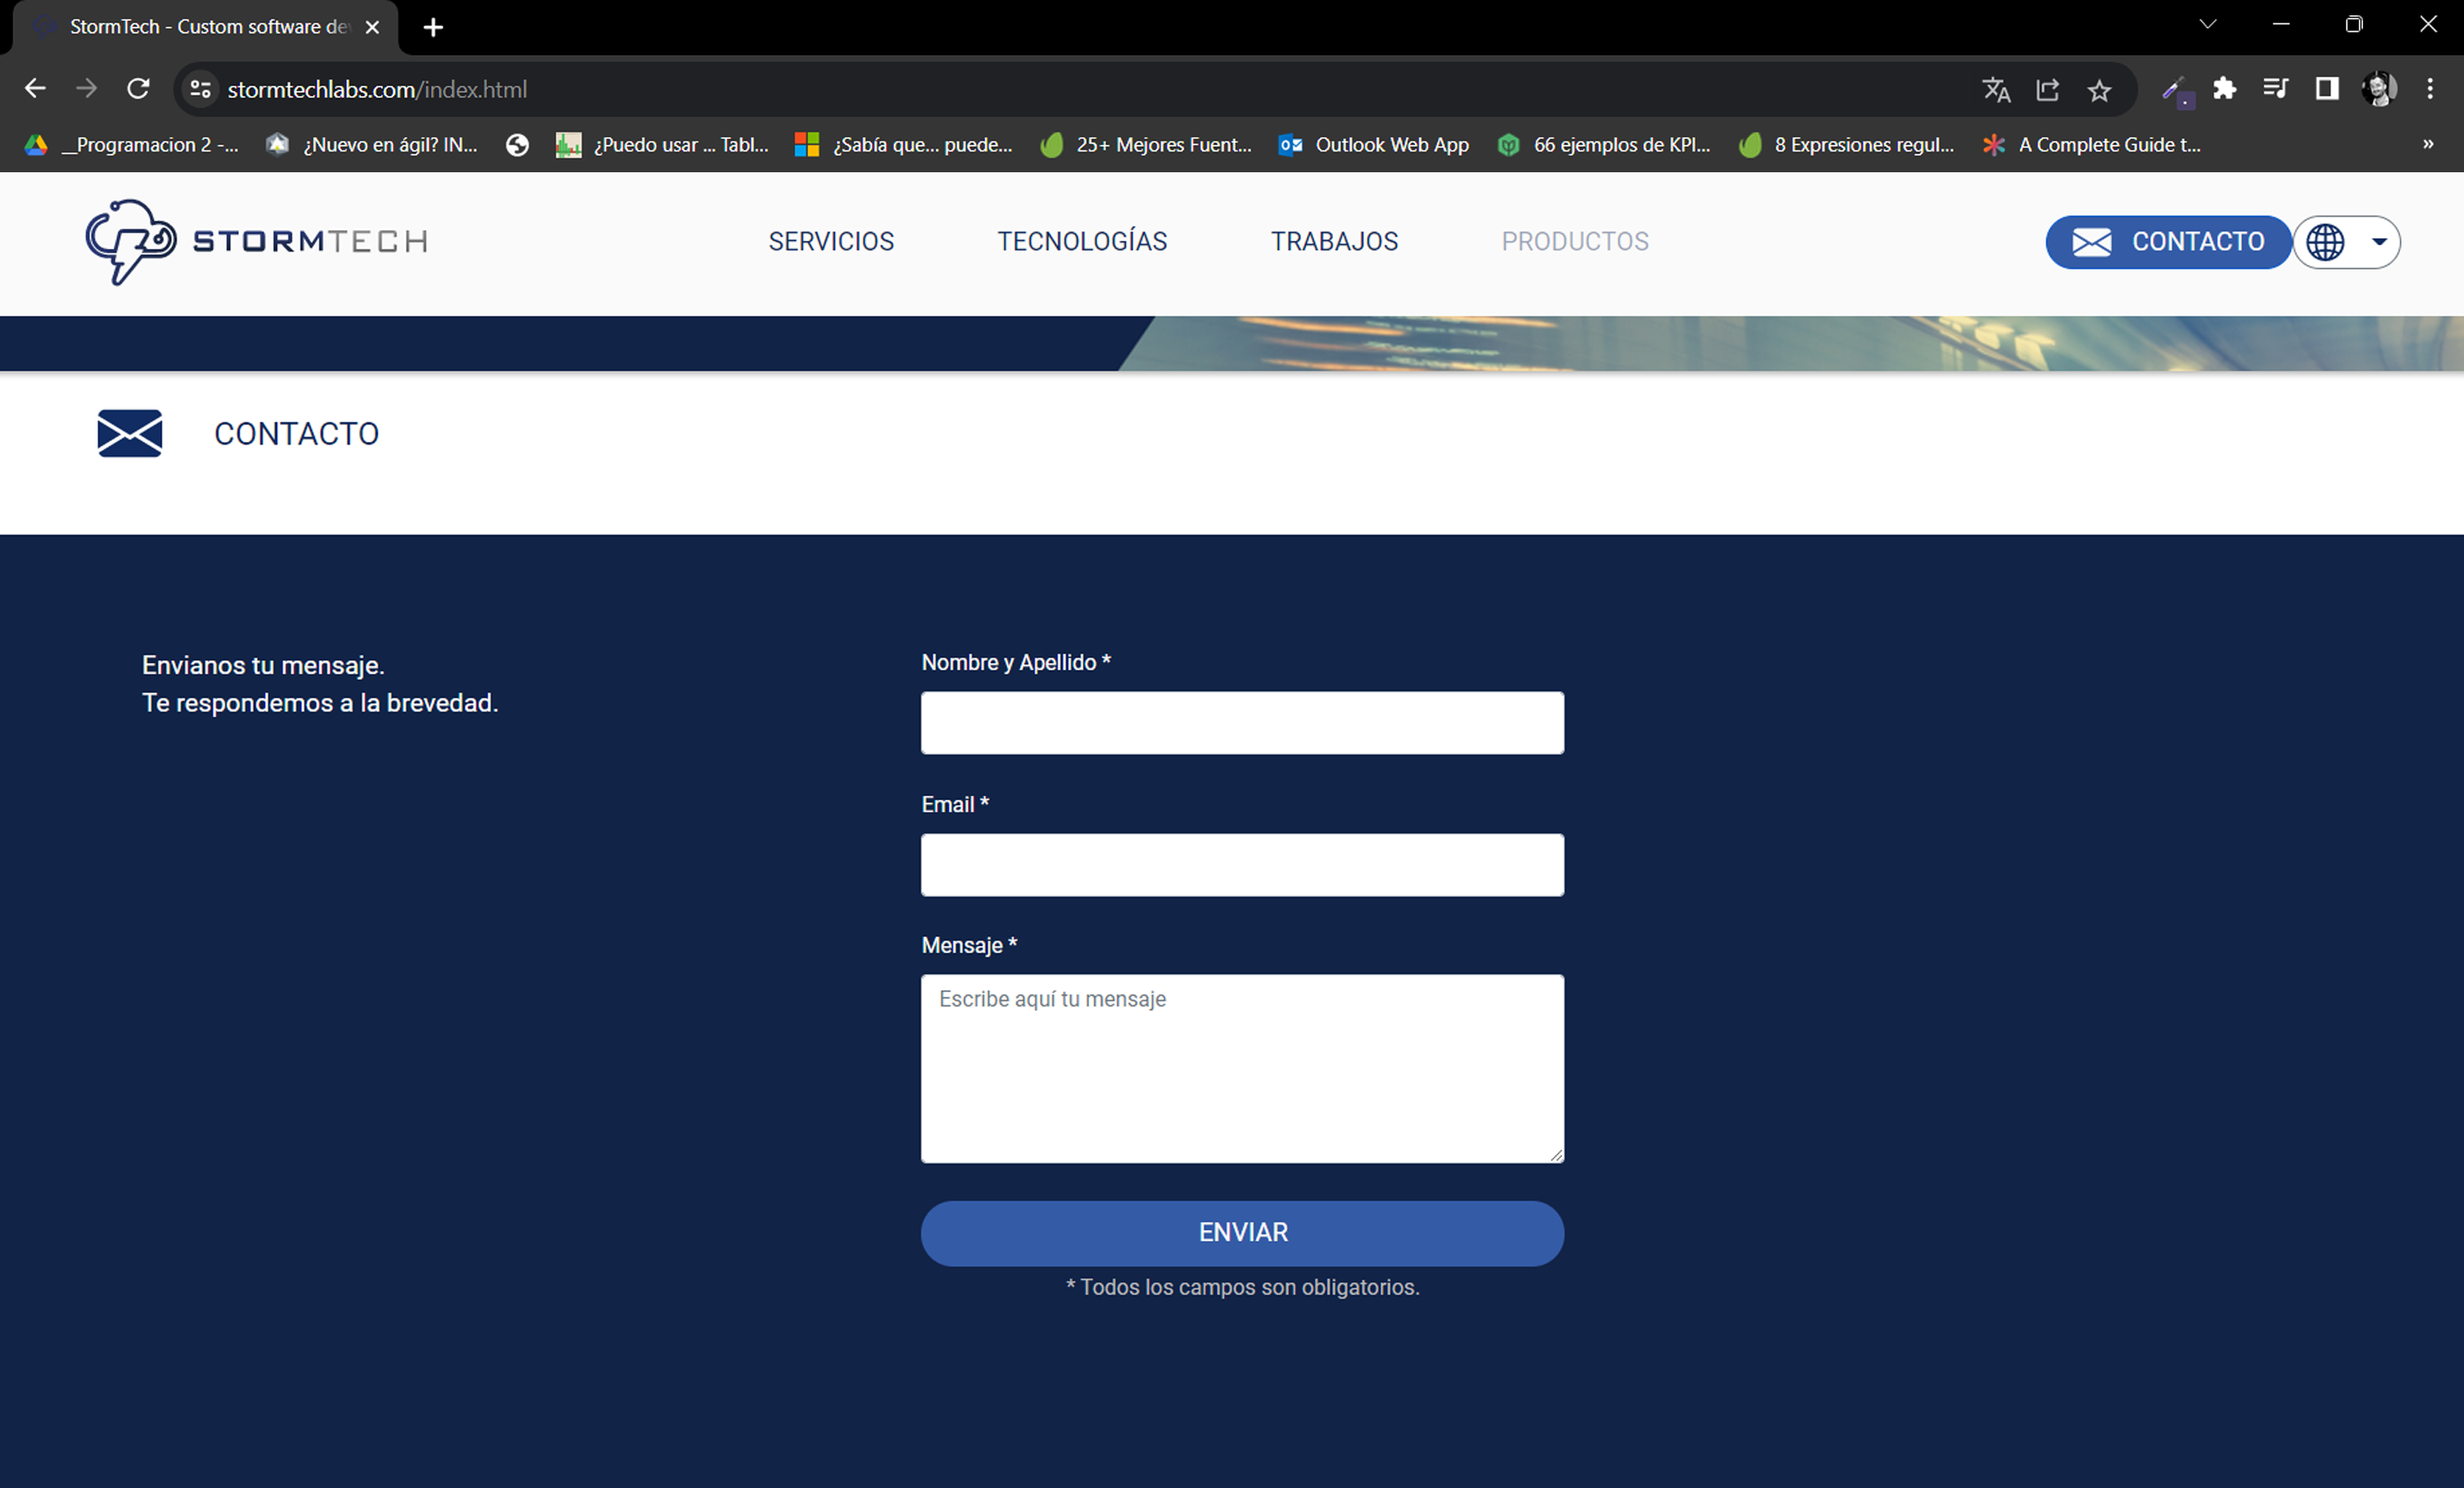 StormTech - Custom software de
stormtechlabs.com/index.html
__Programacion 2 -... ¿Nuevo en ágil? IN... ¿Puedo usar ... Tabl... ¿Sabía que... puede... 25+ Mejores Fuent... Outlook Web App 66 ejemplos de KPI... 8 Expresiones regul... A Complete Guide t... »
STORMTECH SERVICIOS TECNOLOGÍAS TRABAJOS PRODUCTOS CONTACTO
CONTACTO
Envianos tu mensaje.
Te respondemos a la brevedad.
Nombre y Apellido *
Email *
Mensaje *
Escribe aquí tu mensaje
ENVIAR
* Todos los campos son obligatorios.